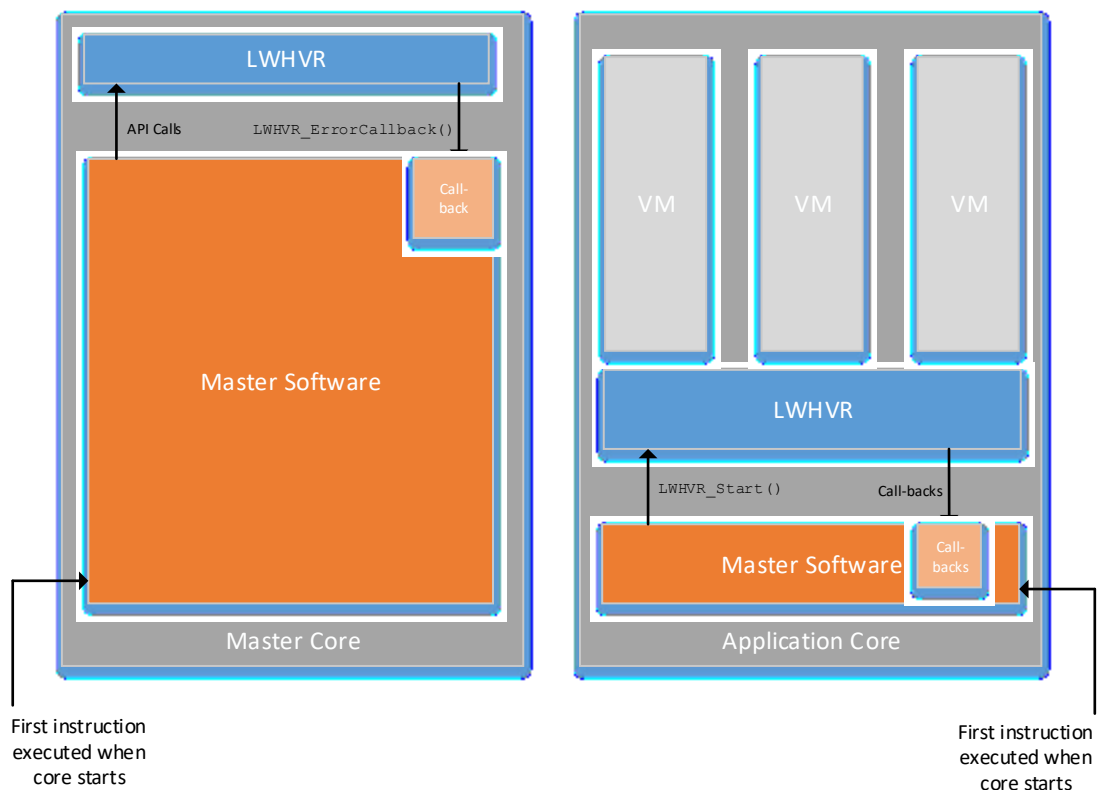 LWHVR
API Calls
LWHVR_ErrorCallback()
Call-
back
Master Software
Master Core
First instruction
executed when
core starts
VM
VM
VM
LWHVR
LWHVR_Start()
Call-backs
Master Software
Call-
backs
Application Core
First instruction
executed when
core starts